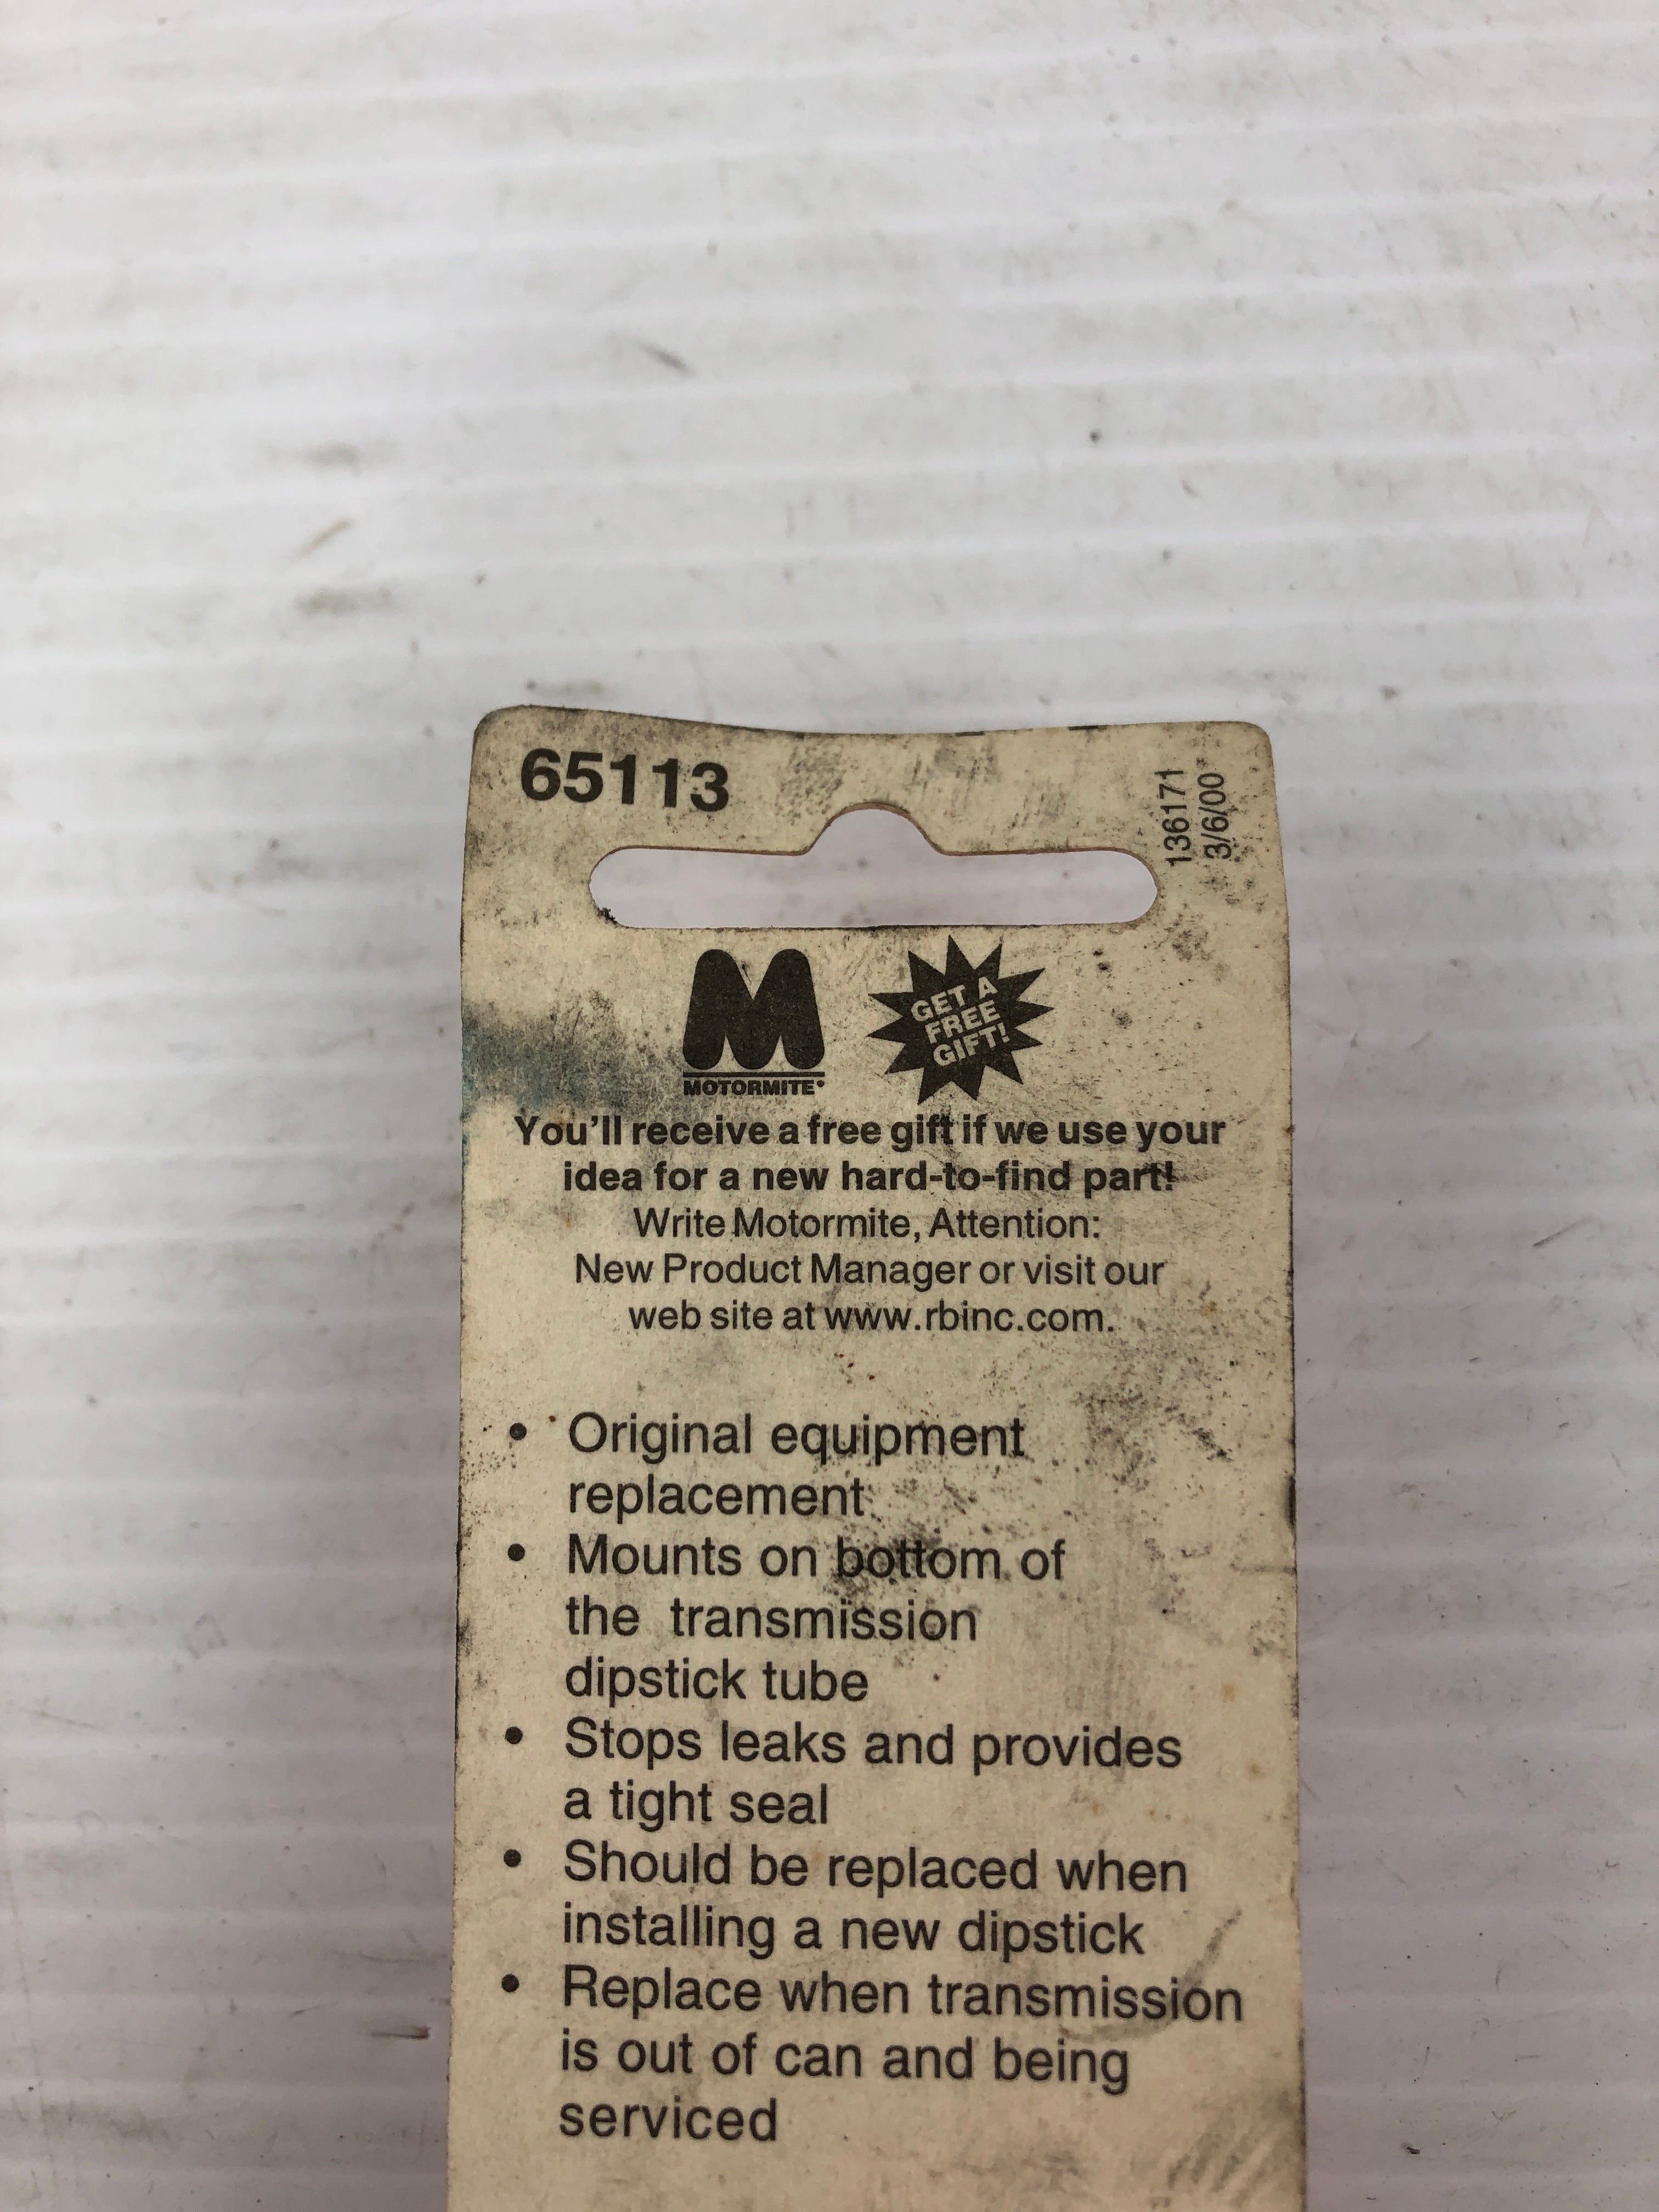 65113
136171
3/6/00
M
MOTORMITE®
GET A
FREE
GIFT!
You'll receive a free gift if we use your
idea for a new hard-to-find part!
Write Motormite, Attention:
New Product Manager or visit our
web site at www.rbinc.com.
• Original equipment
replacement
• Mounts on bottom of
the transmission
dipstick tube
• Stops leaks and provides
a tight seal
• Should be replaced when
installing a new dipstick
• Replace when transmission
is out of can and being
serviced